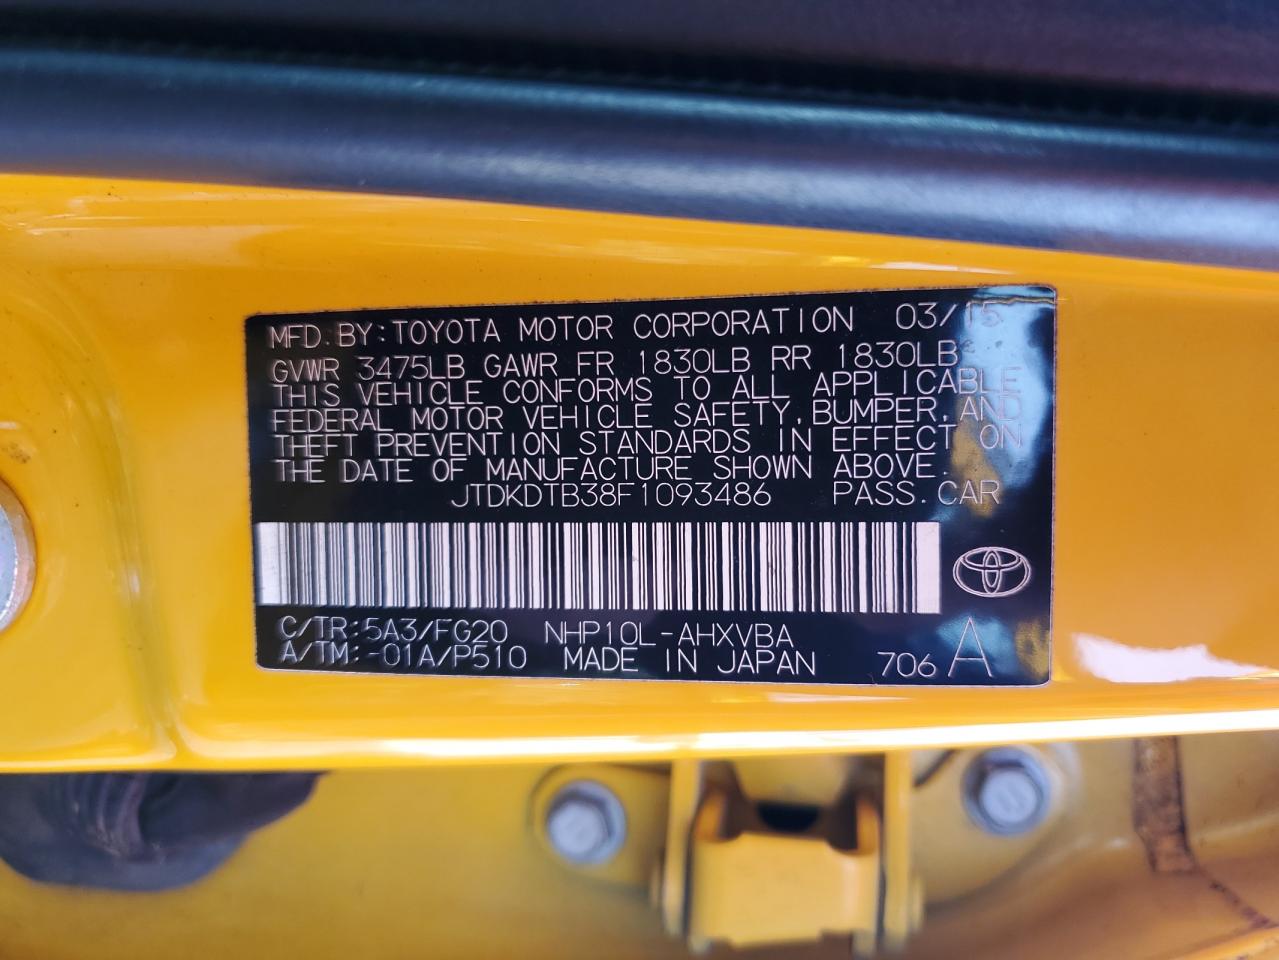 MFD.BY:TOYOTA MOTOR CORPORATION 03/15
GVWR 3475LB GAWR FR 1830LB RR 1830LB
THIS VEHICLE CONFORMS TO ALL APPLICABLE
FEDERAL MOTOR VEHICLE SAFETY,BUMPER,AND
THEFT PREVENTION STANDARDS IN EFFECT ON
THE DATE OF MANUFACTURE SHOWN ABOVE.
JTDKDTB38F1093486 PASS.CAR
C/TR:5A3/FG20 NHP10L-AHXVBA
A/TM:-01A/P510 MADE IN JAPAN 706 A